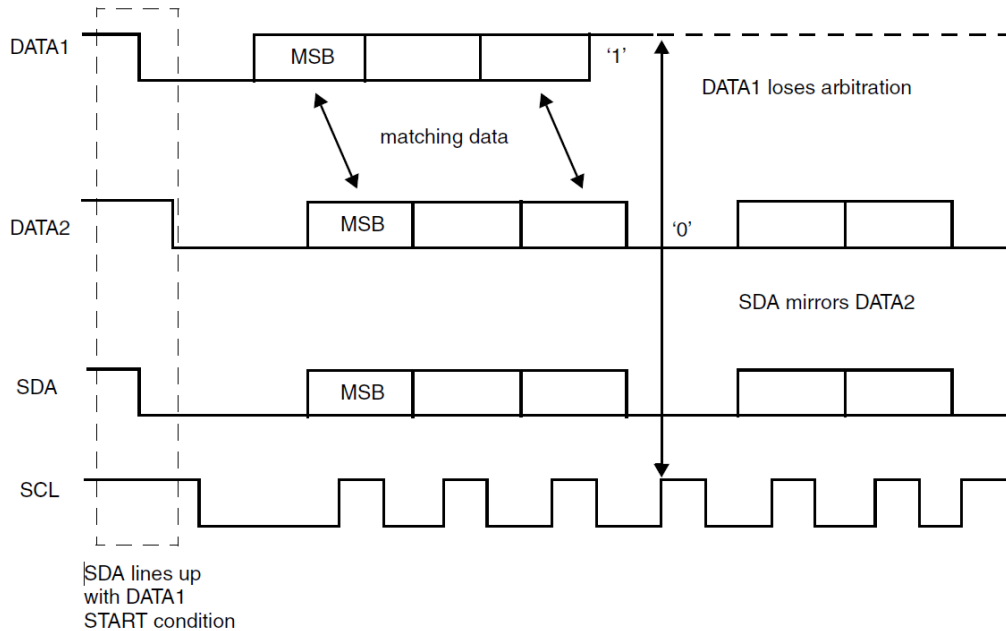 DATA1
MSB
‘1’
DATA1 loses arbitration
matching data
DATA2
MSB
‘0’
SDA mirrors DATA2
SDA
MSB
SCL
SDA lines up
with DATA1
START condition